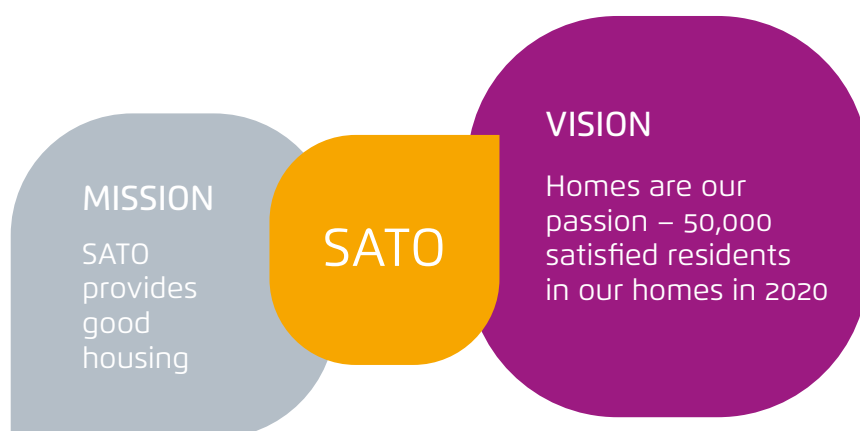 MISSION
SATO
provides
good
housing
SATO
VISION
Homes are our
passion – 50,000
satisfied residents
in our homes in 2020